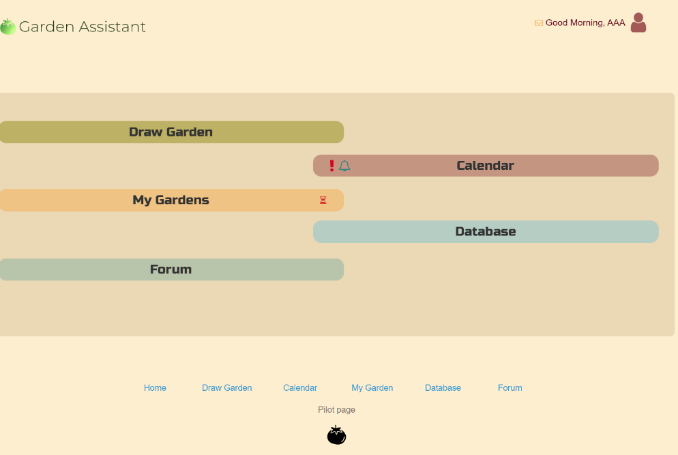 Garden Assistant
Good Morning, AAA
Draw Garden
Calendar
My Gardens
Database
Forum
Home Draw Garden Calendar My Garden Database Forum
Pilot page